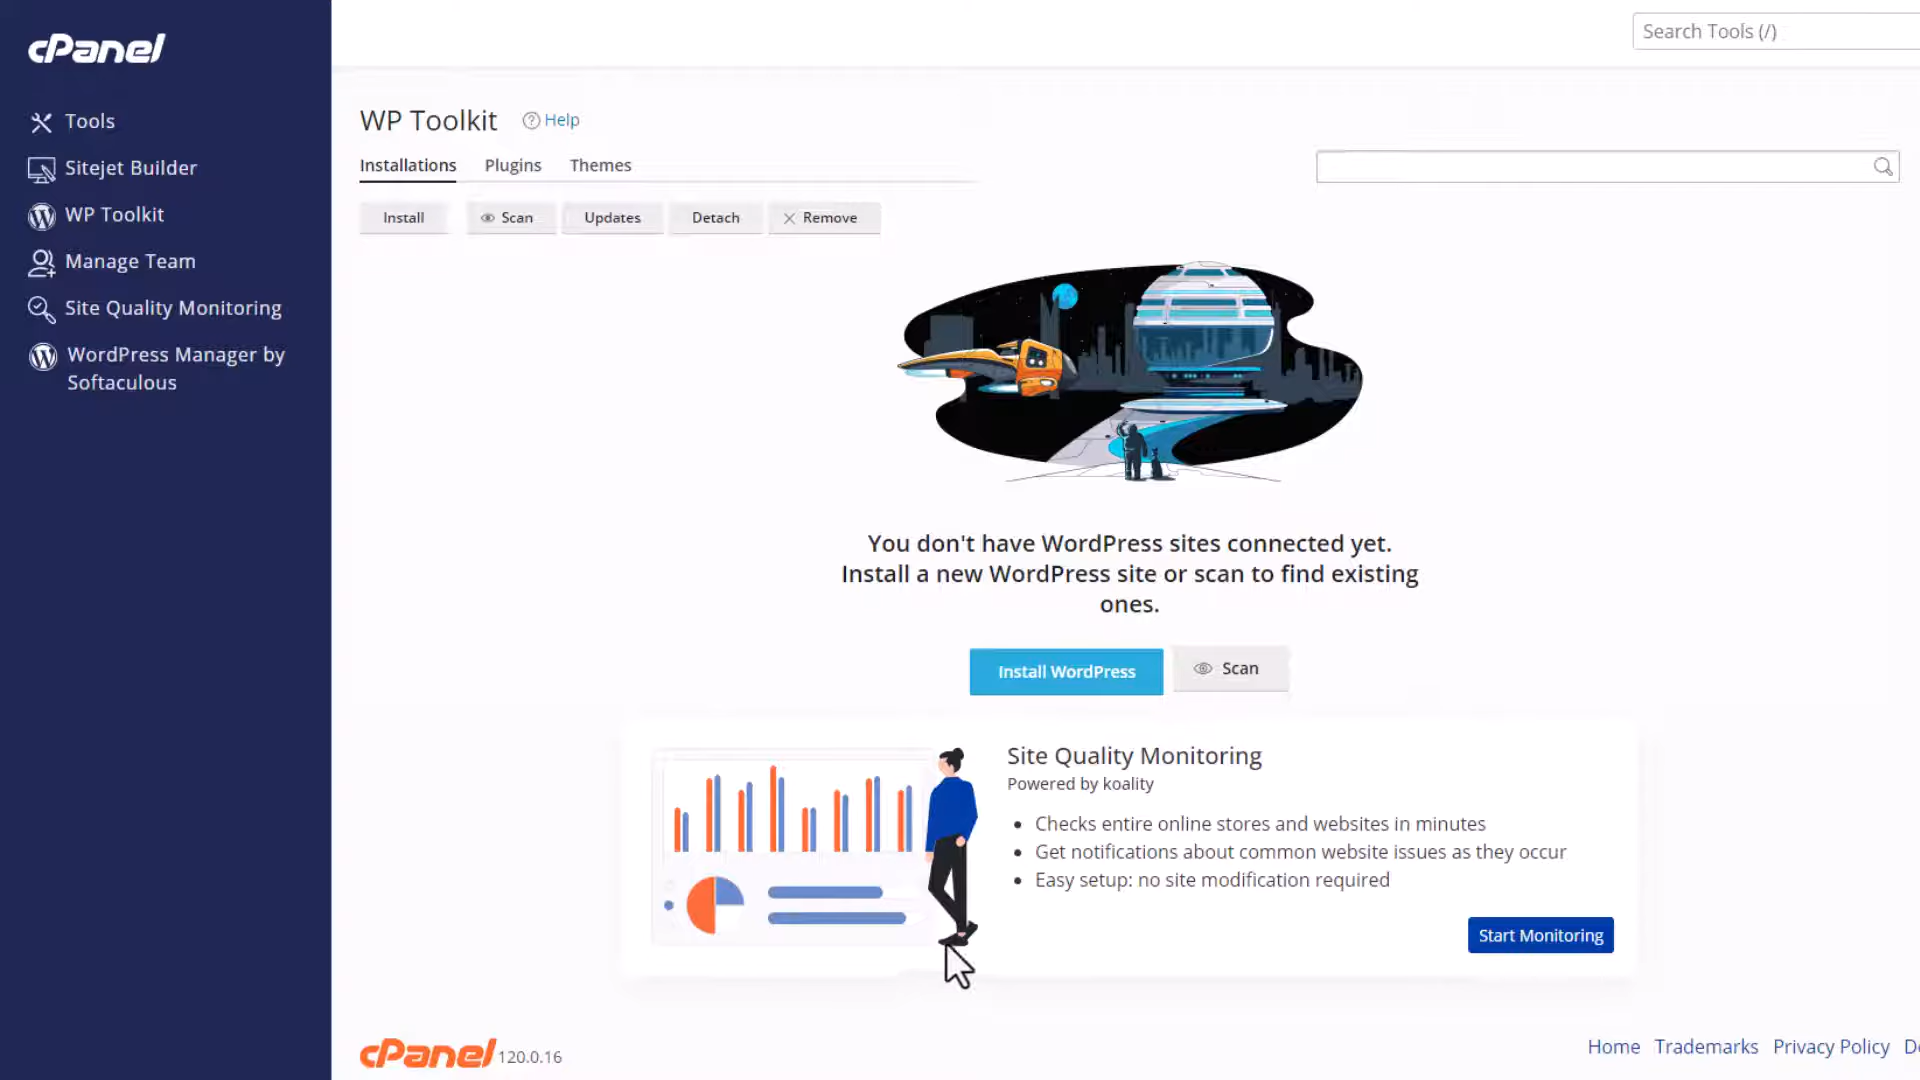 cPanel
Search Tools (/)
Tools
Sitejet Builder
WP Toolkit
Manage Team
Site Quality Monitoring
WordPress Manager by
Softaculous
WP Toolkit
Help
Installations
Plugins
Themes
Install
Scan
Updates
Detach
Remove
You don't have WordPress sites connected yet.
Install a new WordPress site or scan to find existing
ones.
Install WordPress
Scan
Site Quality Monitoring
Powered by koality
• Checks entire online stores and websites in minutes
• Get notifications about common website issues as they occur
• Easy setup: no site modification required
Start Monitoring
cPanel 120.0.16
Home
Trademarks
Privacy Policy